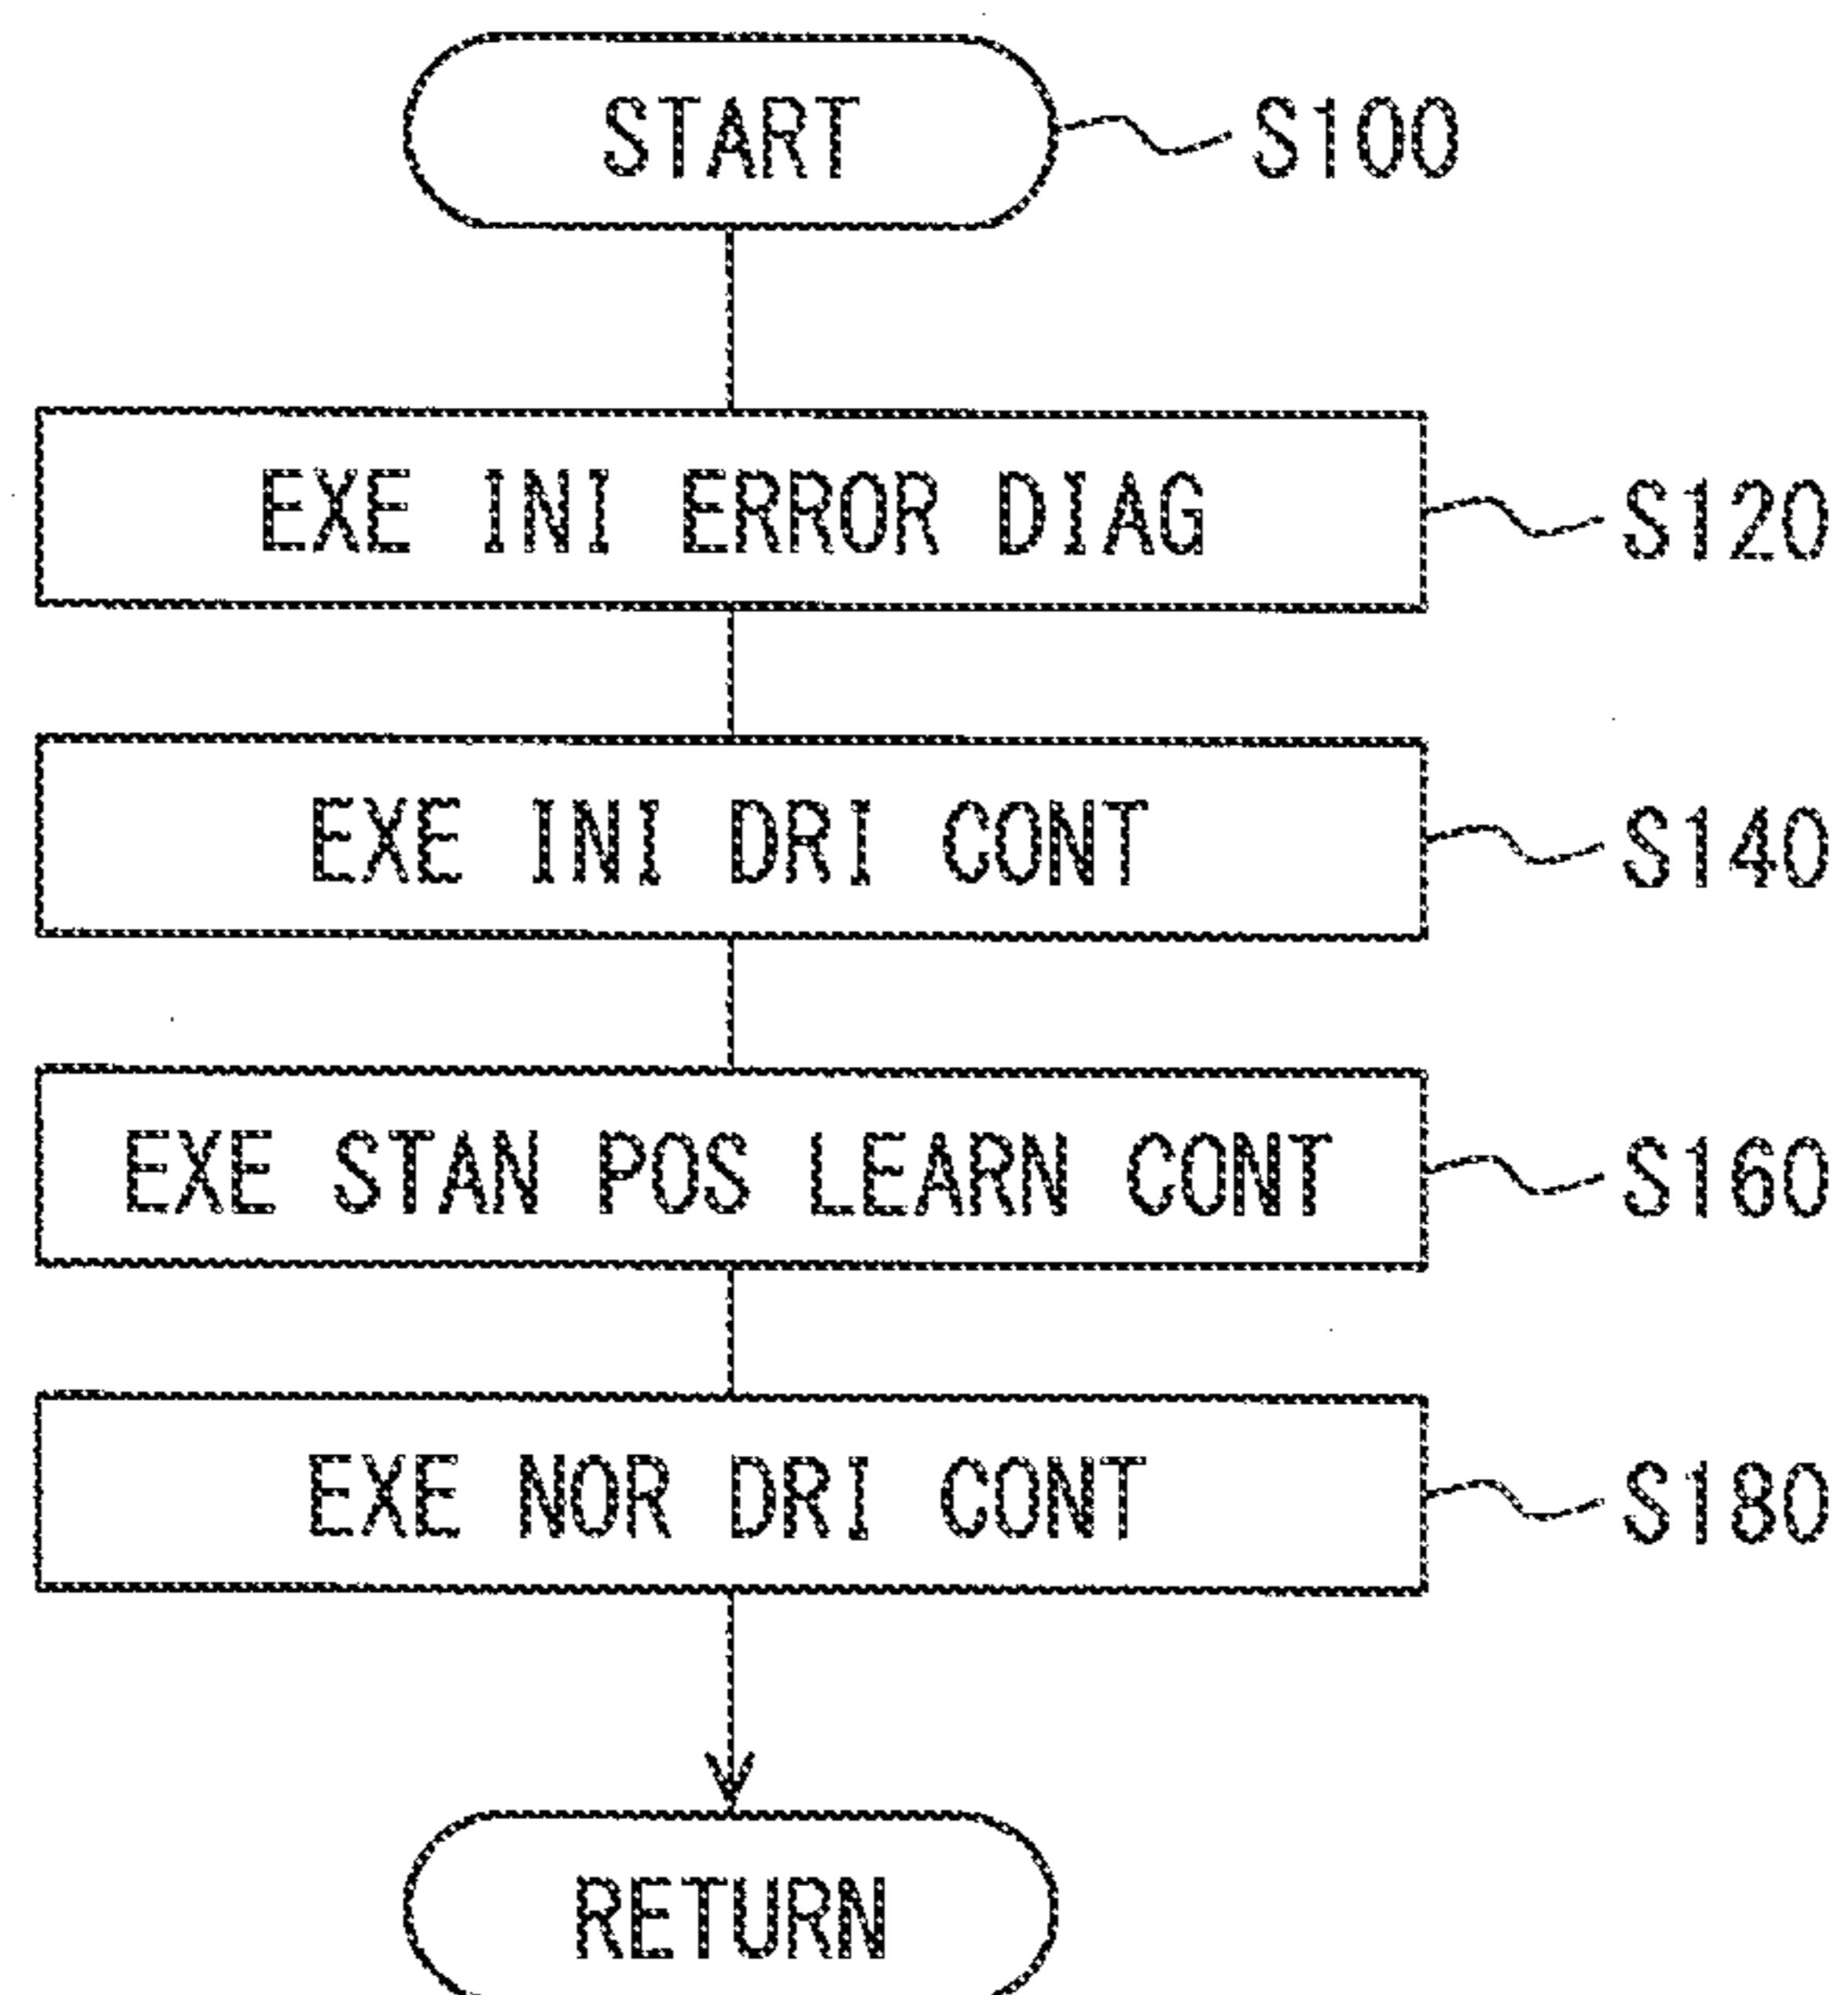 START S100
EXE INI ERROR DIAG S120
EXE INI DRI CONT S140
EXE STAN POS LEARN CONT S160
EXE NOR DRI CONT S180
RETURN